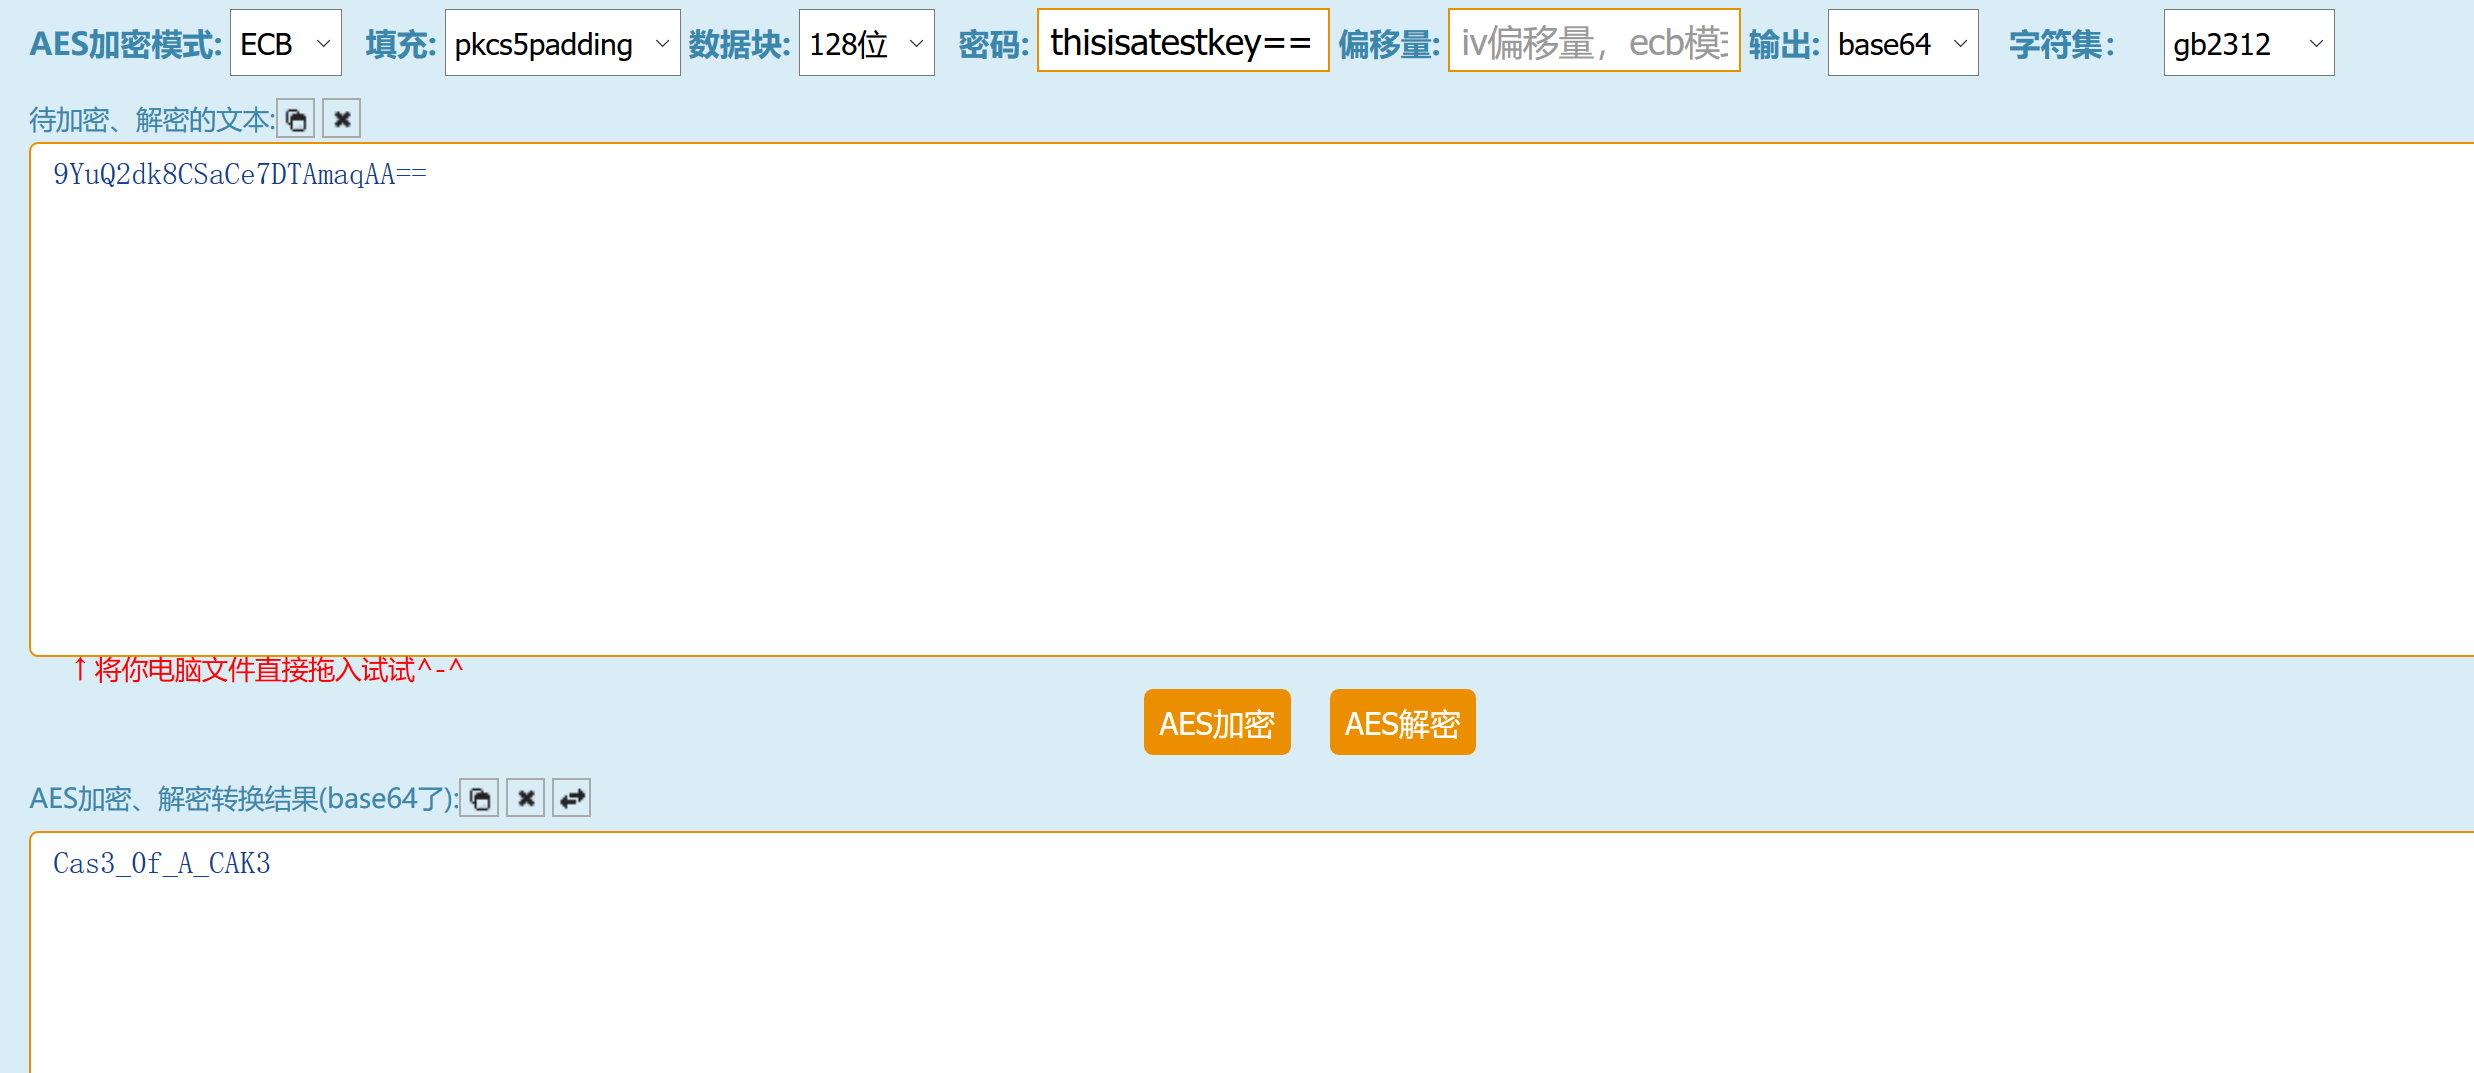 AES加密模式: ECB 填充: pkcs5padding 数据块: 128位 密码: thisisatestkey== 偏移量: iv偏移量，ecb模 输出: base64 字符集： gb2312
待加密、解密的文本:
9YuQ2dk8CSaCe7DTAmaqAA==
↑将你电脑文件直接拖入试试^-^
AES加密 AES解密
AES加密、解密转换结果(base64了):
Cas3_0f_A_CAK3